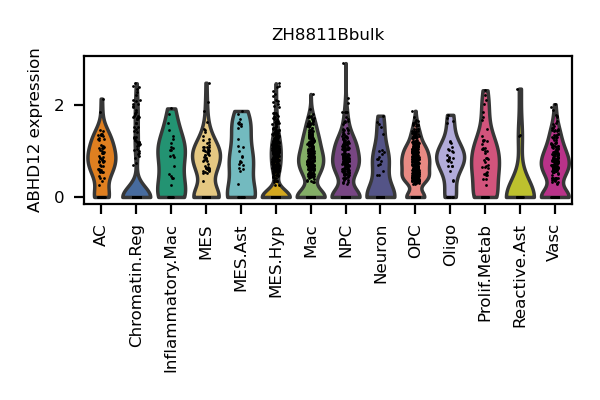 ZH8811Bbulk
ABHD12 expression
2
0
AC
Chromatin.Reg
Inflammatory.Mac
MES
MES.Ast
MES.Hyp
Mac
NPC
Neuron
OPC
Oligo
Prolif.Metab
Reactive.Ast
Vasc